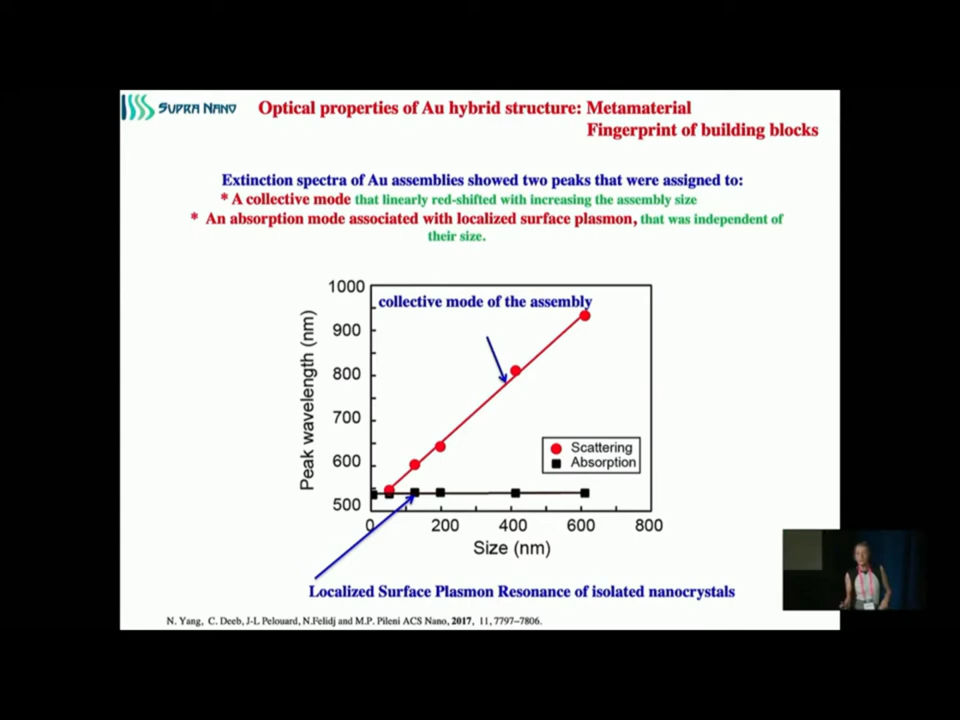 SUPRA NANO
Optical properties of Au hybrid structure: Metamaterial
Fingerprint of building blocks
Extinction spectra of Au assemblies showed two peaks that were assigned to:
* A collective mode that linearly red-shifted with increasing the assembly size
* An absorption mode associated with localized surface plasmon, that was independent of
their size.
1000
collective mode of the assembly
900
800
700
600
500
Peak wavelength (nm)
Scattering
Absorption
0
200
400
600
800
Size (nm)
Localized Surface Plasmon Resonance of isolated nanocrystals
N. Yang, C. Deeb, J-L Pelouard, N.Felidj and M.P. Pileni ACS Nano, 2017, 11, 7797–7806.